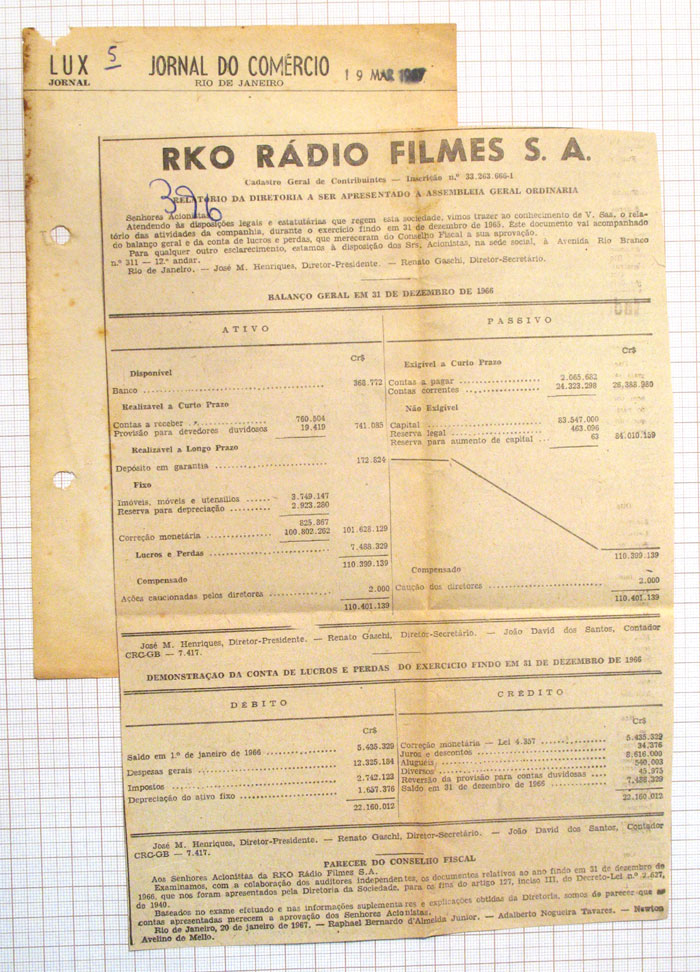 LUX 5 JORNAL DO COMÉRCIO 19 MAR 1967
JORNAL RIO DE JANEIRO
RKO RÁDIO FILMES S. A.
Cadastro Geral de Contribuintes — Inscrição n.º 33.263.666-1
396
RELATÓRIO DA DIRETORIA A SER APRESENTADO À ASSEMBLEIA GERAL ORDINARIA
Senhores Acionistas
Atendendo às disposições legais e estatutárias que regem esta sociedade, vimos trazer ao conhecimento de V. Sas. o rela-
tório das atividades da companhia, durante o exercício findo em 31 de dezembro de 1965. Este documento vai acompanhado
do balanço geral e da conta de lucros e perdas, que mereceram do Conselho Fiscal a sua aprovação.
Para qualquer outro esclarecimento, estamos à disposição dos Srs. Acionistas, na sede social, à Avenida Rio Branco
n.º 311 — 12.º andar.
Rio de Janeiro. — José M. Henriques, Diretor-Presidente. — Renato Gaschi, Diretor-Secretário.
BALANÇO GERAL EM 31 DE DEZEMBRO DE 1966
ATIVO
Cr$
Disponível
Banco 368.772
Realizável a Curto Prazo
Contas a receber 760.504
Provisão para devedores duvidosos 19.419 741.085
Realizável a Longo Prazo
Depósito em garantia 172.824
Fixo
Imóveis, móveis e utensílios 3.749.147
Reserva para depreciação 2.923.280
825.867
Correção monetária 100.802.262 101.628.129
Lucros e Perdas 7.488.329
110.399.139
Compensado
Ações caucionadas pelos diretores 2.000
110.401.139
PASSIVO
Cr$
Exigível a Curto Prazo
Contas a pagar 2.065.682
Contas correntes 24.323.298 26.388.980
Não Exigível
Capital 83.547.000
Reserva legal 463.096
Reserva para aumento de capital 63 84.010.159
110.399.139
Compensado
Caução dos diretores 2.000
110.401.139
José M. Henriques, Diretor-Presidente. — Renato Gaschi, Diretor-Secretário. — João David dos Santos, Contador
CRC-GB — 7.417.
DEMONSTRAÇÃO DA CONTA DE LUCROS E PERDAS DO EXERCICIO FINDO EM 31 DE DEZEMBRO DE 1966
DEBITO
Cr$
Saldo em 1.º de janeiro de 1966 5.435.329
Despezas gerais 12.325.184
Impostos 2.742.123
Depreciação do ativo fixo 1.657.376
22.160.012
CREDITO
Cr$
Correção monetária — Lei 4.357 5.435.329
Juros e descontos 34.376
Alugueis 8.616.000
Diversos 540.003
Reversão da provisão para contas duvidosas 45.975
Saldo em 31 de dezembro de 1966 7.488.329
22.160.012
José M. Henriques, Diretor-Presidente. — Renato Gaschi, Diretor-Secretário. — João David dos Santos, Contador
CRC-GB — 7.417.
PARECER DO CONSELHO FISCAL
Aos Senhores Acionistas da RKO Rádio Filmes S.A.
Examinamos, com a colaboração dos auditores independentes, os documentos relativos ao ano findo em 31 de dezembro de
1966, que nos foram apresentados pela Diretoria da Sociedade, para os fins do artigo 127, inciso III, do Decreto-Lei n.º 2.627,
de 1940.
Baseados no exame efetuado e nas informações suplementares e explicações obtidas da Diretoria, somos de parecer que as
contas apresentadas merecem a aprovação dos Senhores Acionistas.
Rio de Janeiro, 20 de janeiro de 1967. — Raphael Bernardo d'Almeida Junior. — Adalberto Nogueira Tavares. — Newton
Avelino de Mello.